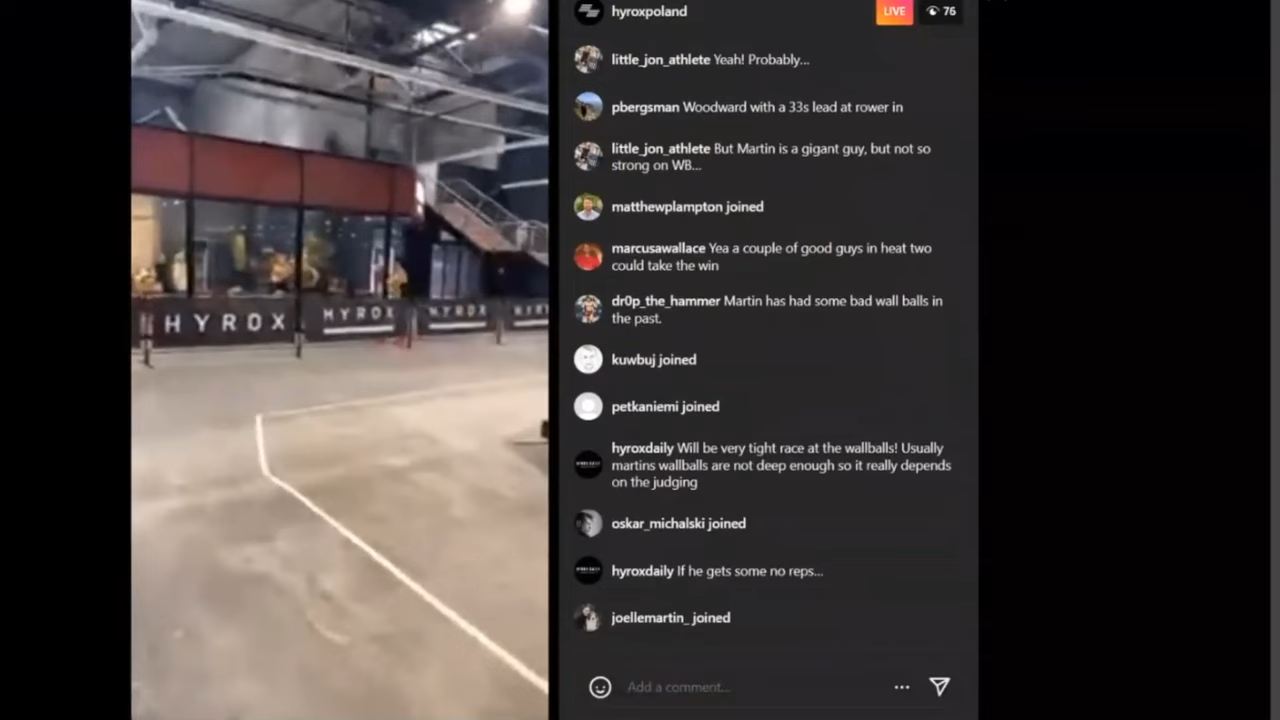 hyroxpoland
LIVE
76
little_jon_athlete Yeah! Probably...
pbergsman Woodward with a 33s lead at rower in
little_jon_athlete But Martin is a gigant guy, but not so
strong on WB...
matthewplampton joined
marcusawallace Yea a couple of good guys in heat two
could take the win
dr0p_the_hammer Martin has had some bad wall balls in
the past.
kuwbuj joined
petkaniemi joined
hyroxdaily Will be very tight race at the wallballs! Usually
martins wallballs are not deep enough so it really depends
on the judging
oskar_michalski joined
hyroxdaily If he gets some no reps...
joellemartin_ joined
Add a comment...
HYROX
HYROX
HYROX